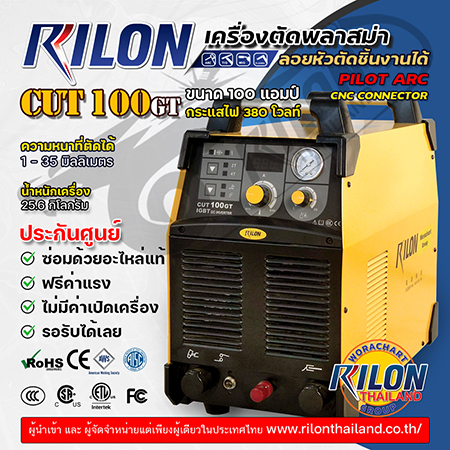 RILON
เครื่องตัดพลาสม่า
ลอยหัวตัดชิ้นงานได้
PILOT ARC
CNC CONNECTOR
CUT 100GT
ขนาด 100 แอมป์
กระแสไฟ 380 โวลท์
ความหนาที่ตัดได้
1 - 35 มิลลิเมตร
น้ำหนักเครื่อง
25.6 กิโลกรัม
ประกันศูนย์
ซ่อมด้วยอะไหล่แท้
ฟรีค่าแรง
ไม่มีค่าเปิดเครื่อง
รอรับได้เลย
CUT 100GT
IGBT DC INVERTER
RILON
RILON
RoHS
CE
AWS
American Welding Society
CCC
CSA
US
Intertek
FC
WORACHART
RILON
THAILAND
GROUP
ผู้นำเข้า และ ผู้จัดจำหน่ายแต่เพียงผู้เดียวในประเทศไทย www.rilonthailand.co.th/